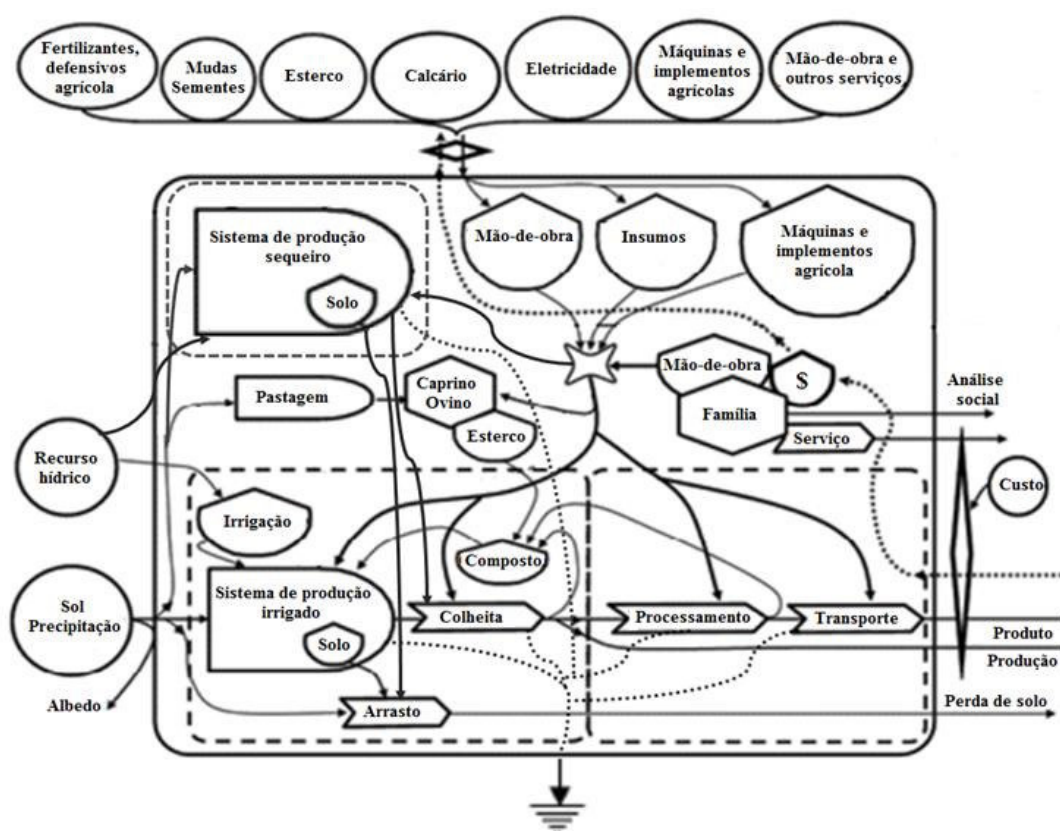 Fertilizantes,
defensivos
agrícola
Mudas
Sementes
Esterco
Calcário
Eletricidade
Máquinas e
implementos
agrícolas
Mão-de-obra e
outros serviços
Sistema de produção
sequeiro
Solo
Mão-de-obra
Insumos
Máquinas e
implementos
agrícola
Pastagem
Caprino
Ovino
Esterco
Mão-de-obra
$
Família
Serviço
Análise
social
Custo
Recurso
hídrico
Irrigação
Composto
Sol
Precipitação
Sistema de produção
irrigado
Solo
Colheita
Processamento
Transporte
Produto
Produção
Albedo
Arrasto
Perda de solo